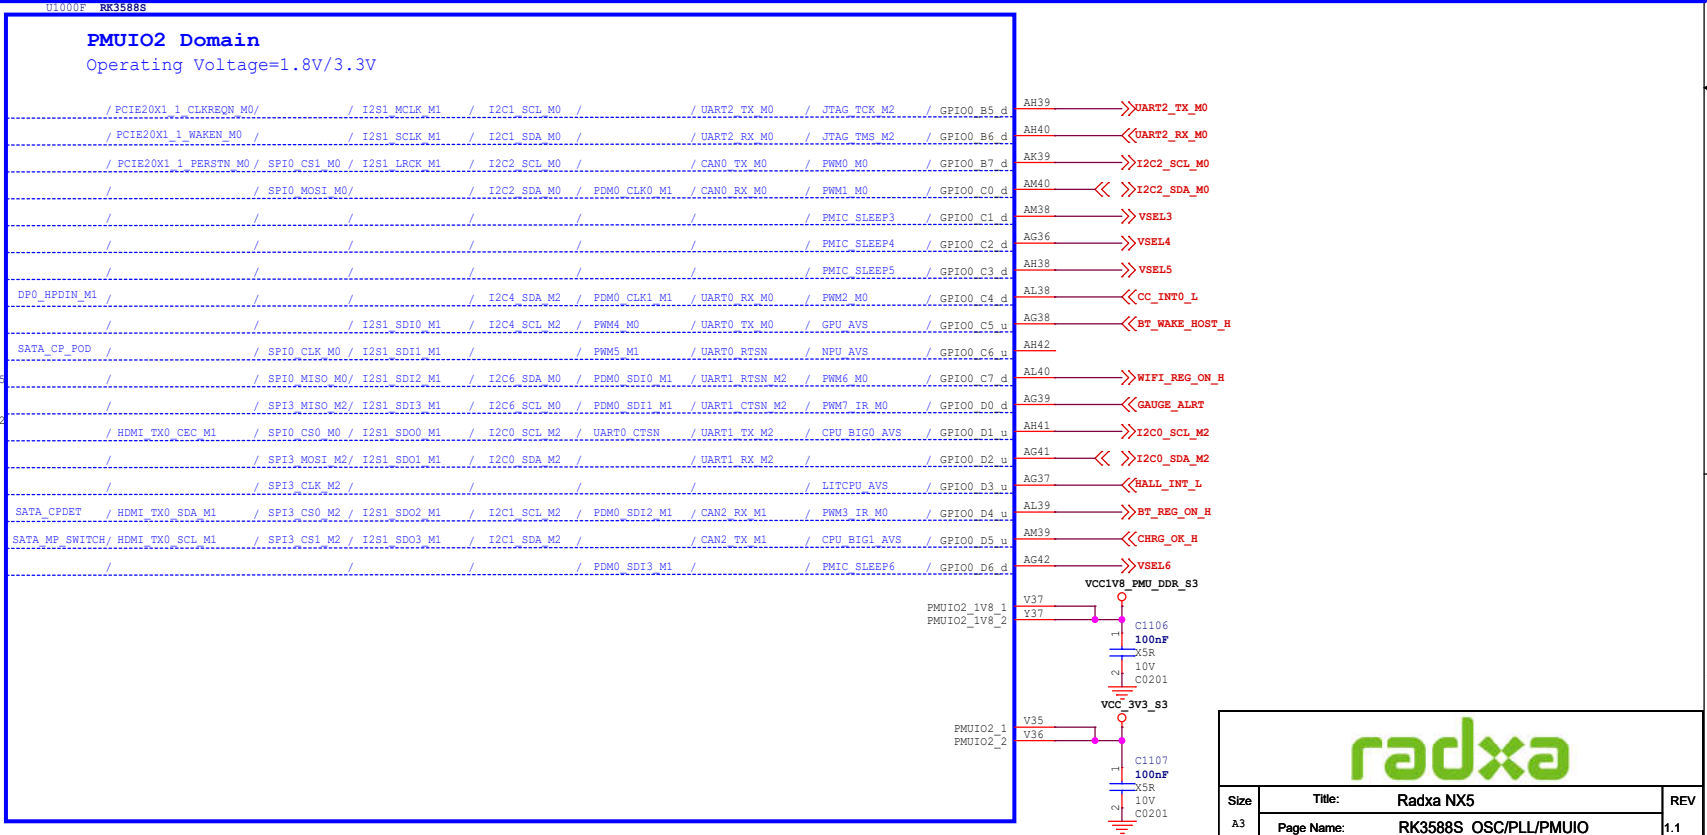 U1000F RK3588S
PMUIO2 Domain
Operating Voltage=1.8V/3.3V
/ PCIE20X1_1_CLKREQN_M0/ / I2S1_MCLK_M1 / I2C1_SCL_M0 / / UART2_TX_M0 / JTAG_TCK_M2 / GPIO0_B5_d AH39 UART2_TX_M0
/ PCIE20X1_1_WAKEN_M0 / / I2S1_SCLK_M1 / I2C1_SDA_M0 / / UART2_RX_M0 / JTAG_TMS_M2 / GPIO0_B6_d AH40 UART2_RX_M0
/ PCIE20X1_1_PERSTN_M0 / SPI0_CS1_M0 / I2S1_LRCK_M1 / I2C2_SCL_M0 / / CAN0_TX_M0 / PWM0_M0 / GPIO0_B7_d AK39 I2C2_SCL_M0
/ / SPI0_MOSI_M0/ / I2C2_SDA_M0 / PDM0_CLK0_M1 / CAN0_RX_M0 / PWM1_M0 / GPIO0_C0_d AM40 I2C2_SDA_M0
/ / / / / / / PMIC_SLEEP3 / GPIO0_C1_d AM38 VSEL3
/ / / / / / / PMIC_SLEEP4 / GPIO0_C2_d AG36 VSEL4
/ / / / / / / PMIC_SLEEP5 / GPIO0_C3_d AH38 VSEL5
DP0_HPDIN_M1 / / / / I2C4_SDA_M2 / PDM0_CLK1_M1 / UART0_RX_M0 / PWM2_M0 / GPIO0_C4_d AL38 CC_INT0_L
/ / / I2S1_SDI0_M1 / I2C4_SCL_M2 / PWM4_M0 / UART0_TX_M0 / GPU_AVS / GPIO0_C5_u AG38 BT_WAKE_HOST_H
SATA_CP_POD / / SPI0_CLK_M0 / I2S1_SDI1_M1 / / PWM5_M1 / UART0_RTSN / NPU_AVS / GPIO0_C6_u AH42
/ / SPI0_MISO_M0/ I2S1_SDI2_M1 / I2C6_SDA_M0 / PDM0_SDI0_M1 / UART1_RTSN_M2 / PWM6_M0 / GPIO0_C7_d AL40 WIFI_REG_ON_H
/ / SPI3_MISO_M2/ I2S1_SDI3_M1 / I2C6_SCL_M0 / PDM0_SDI1_M1 / UART1_CTSN_M2 / PWM7_IR_M0 / GPIO0_D0_d AG39 GAUGE_ALRT
/ HDMI_TX0_CEC_M1 / SPI0_CS0_M0 / I2S1_SDO0_M1 / I2C0_SCL_M2 / UART0_CTSN / UART1_TX_M2 / CPU_BIG0_AVS / GPIO0_D1_u AH41 I2C0_SCL_M2
/ / SPI3_MOSI_M2/ I2S1_SDO1_M1 / I2C0_SDA_M2 / / UART1_RX_M2 / / GPIO0_D2_u AG41 I2C0_SDA_M2
/ / SPI3_CLK_M2 / / / / / LITCPU_AVS / GPIO0_D3_u AG37 HALL_INT_L
SATA_CPDET / HDMI_TX0_SDA_M1 / SPI3_CS0_M2 / I2S1_SDO2_M1 / I2C1_SCL_M2 / PDM0_SDI2_M1 / CAN2_RX_M1 / PWM3_IR_M0 / GPIO0_D4_u AL39 BT_REG_ON_H
SATA_MP_SWITCH/ HDMI_TX0_SCL_M1 / SPI3_CS1_M2 / I2S1_SDO3_M1 / I2C1_SDA_M2 / / CAN2_TX_M1 / CPU_BIG1_AVS / GPIO0_D5_u AM39 CHRG_OK_H
/ / / / PDM0_SDI3_M1 / / PMIC_SLEEP6 / GPIO0_D6_d AG42 VSEL6
VCC1V8_PMU_DDR_S3
PMUIO2_1V8_1 V37
PMUIO2_1V8_2 Y37
C1106
1 100nF
X5R
10V
2 C0201
VCC_3V3_S3
PMUIO2_1 V35
PMUIO2_2 V36
C1107
1 100nF
X5R
10V
2 C0201
radxa
Size Title: Radxa NX5 REV
A3 Page Name: RK3588S_OSC/PLL/PMUIO 1.1